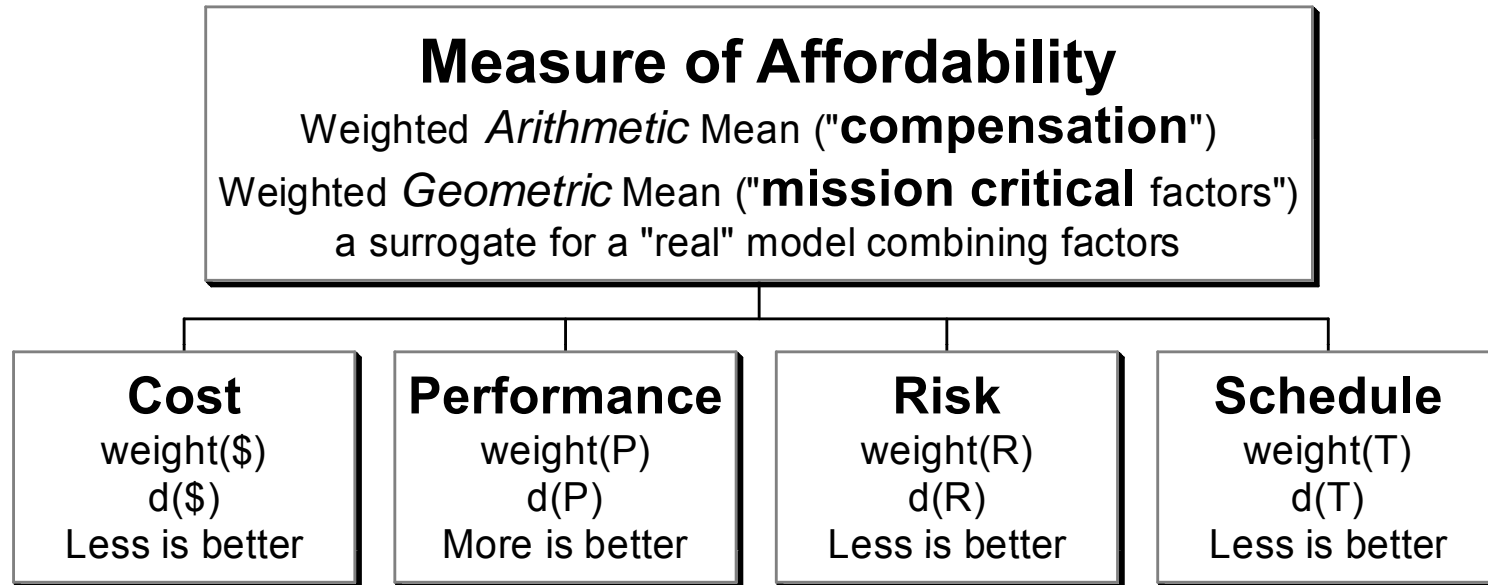 Measure of Affordability
Weighted Arithmetic Mean ("compensation")
Weighted Geometric Mean ("mission critical factors")
a surrogate for a "real" model combining factors
Cost
weight($)
d($)
Less is better
Performance
weight(P)
d(P)
More is better
Risk
weight(R)
d(R)
Less is better
Schedule
weight(T)
d(T)
Less is better